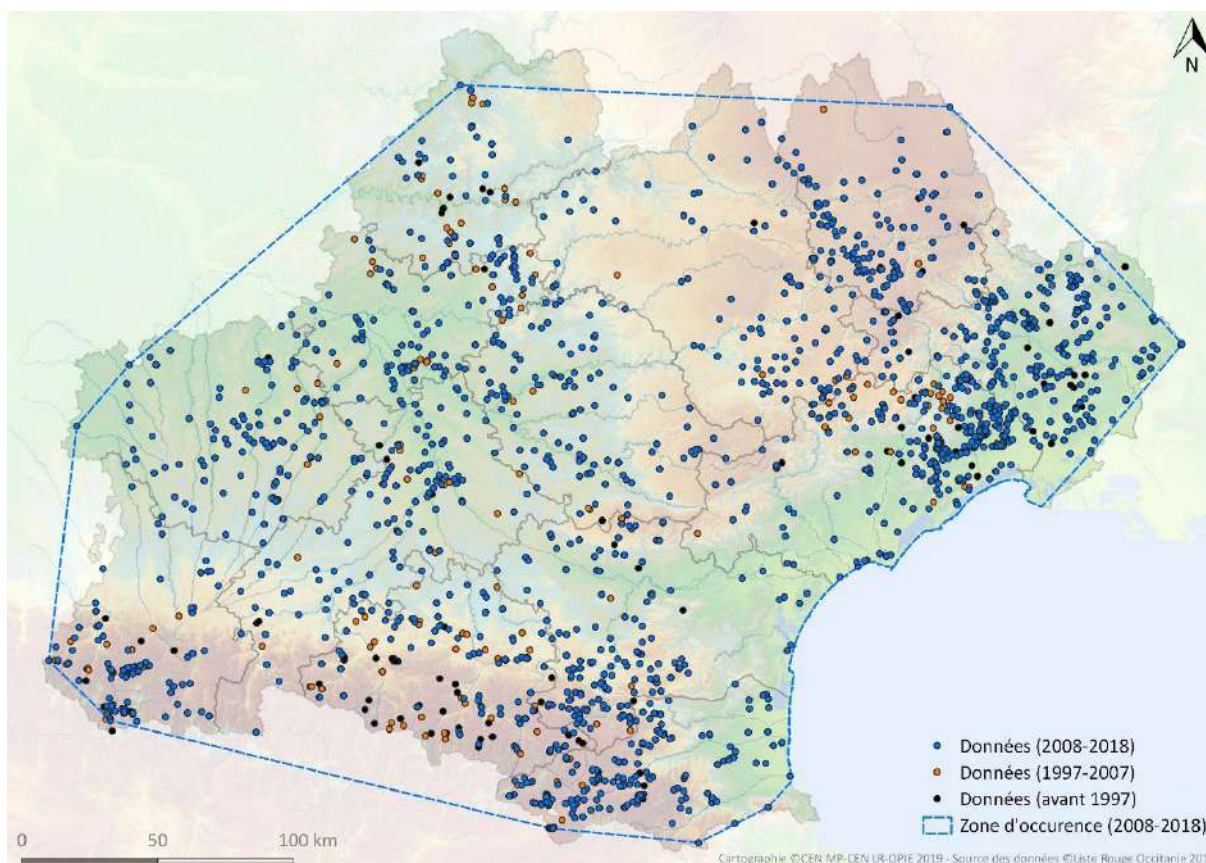 N
Données (2008-2018)
Données (1997-2007)
Données (avant 1997)
Zone d'occurence (2008-2018)
0 50 100 km
Cartographie ©CEN MP-CEN LR-OPIE 2019 - Source des données ©Liste Rouge Occitanie